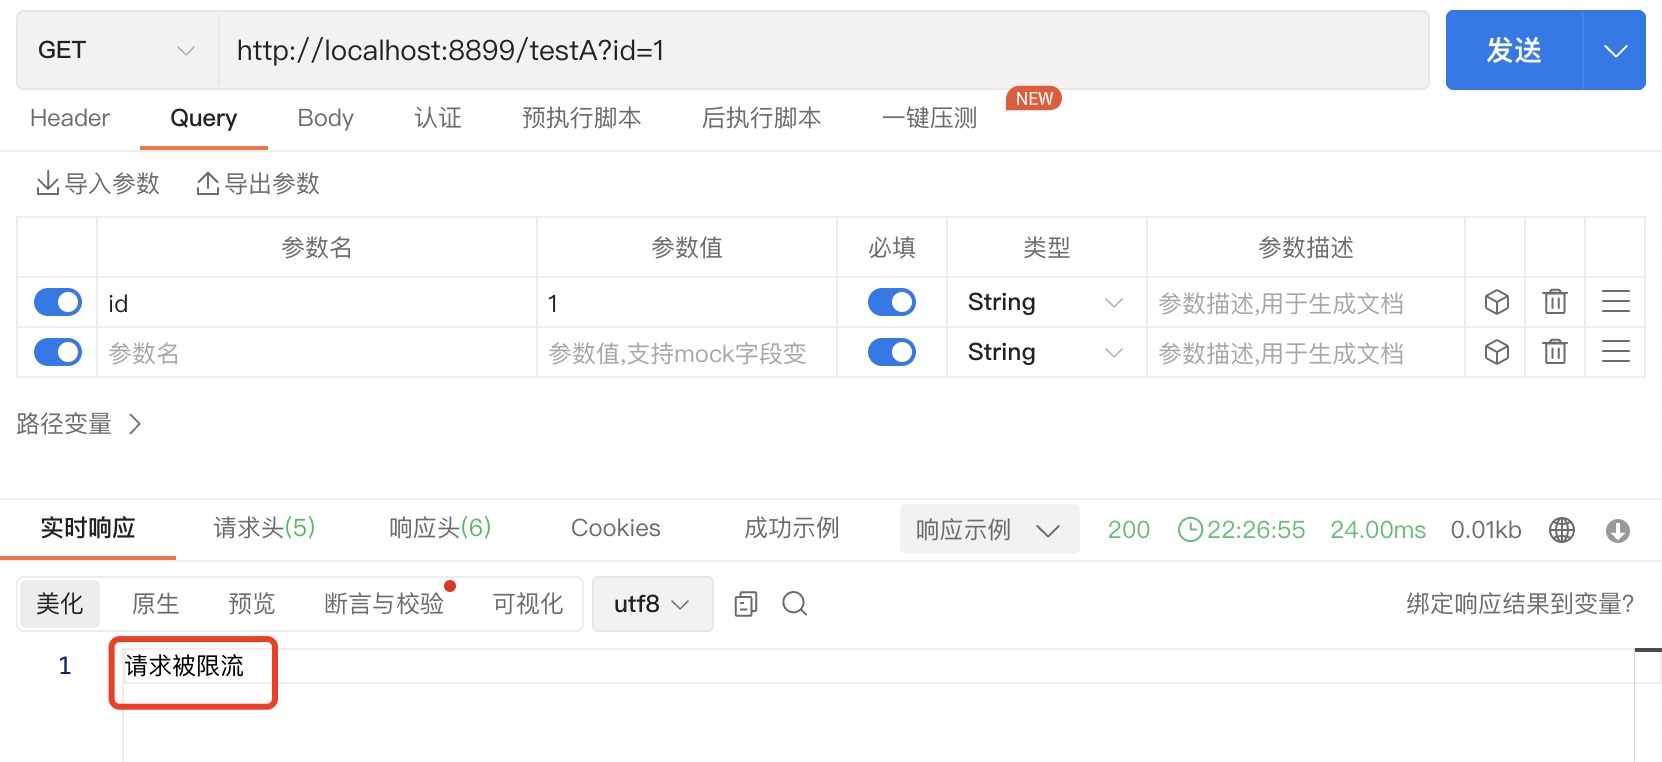 GET http://localhost:8899/testA?id=1 发送
NEW
Header Query Body 认证 预执行脚本 后执行脚本 一键压测
导入参数 导出参数
参数名 参数值 必填 类型 参数描述
id 1 String 参数描述,用于生成文档
参数名 参数值,支持mock字段变 String 参数描述,用于生成文档
路径变量
实时响应 请求头(5) 响应头(6) Cookies 成功示例 响应示例 200 22:26:55 24.00ms 0.01kb
美化 原生 预览 断言与校验 可视化 utf8 绑定响应结果到变量?
1 请求被限流